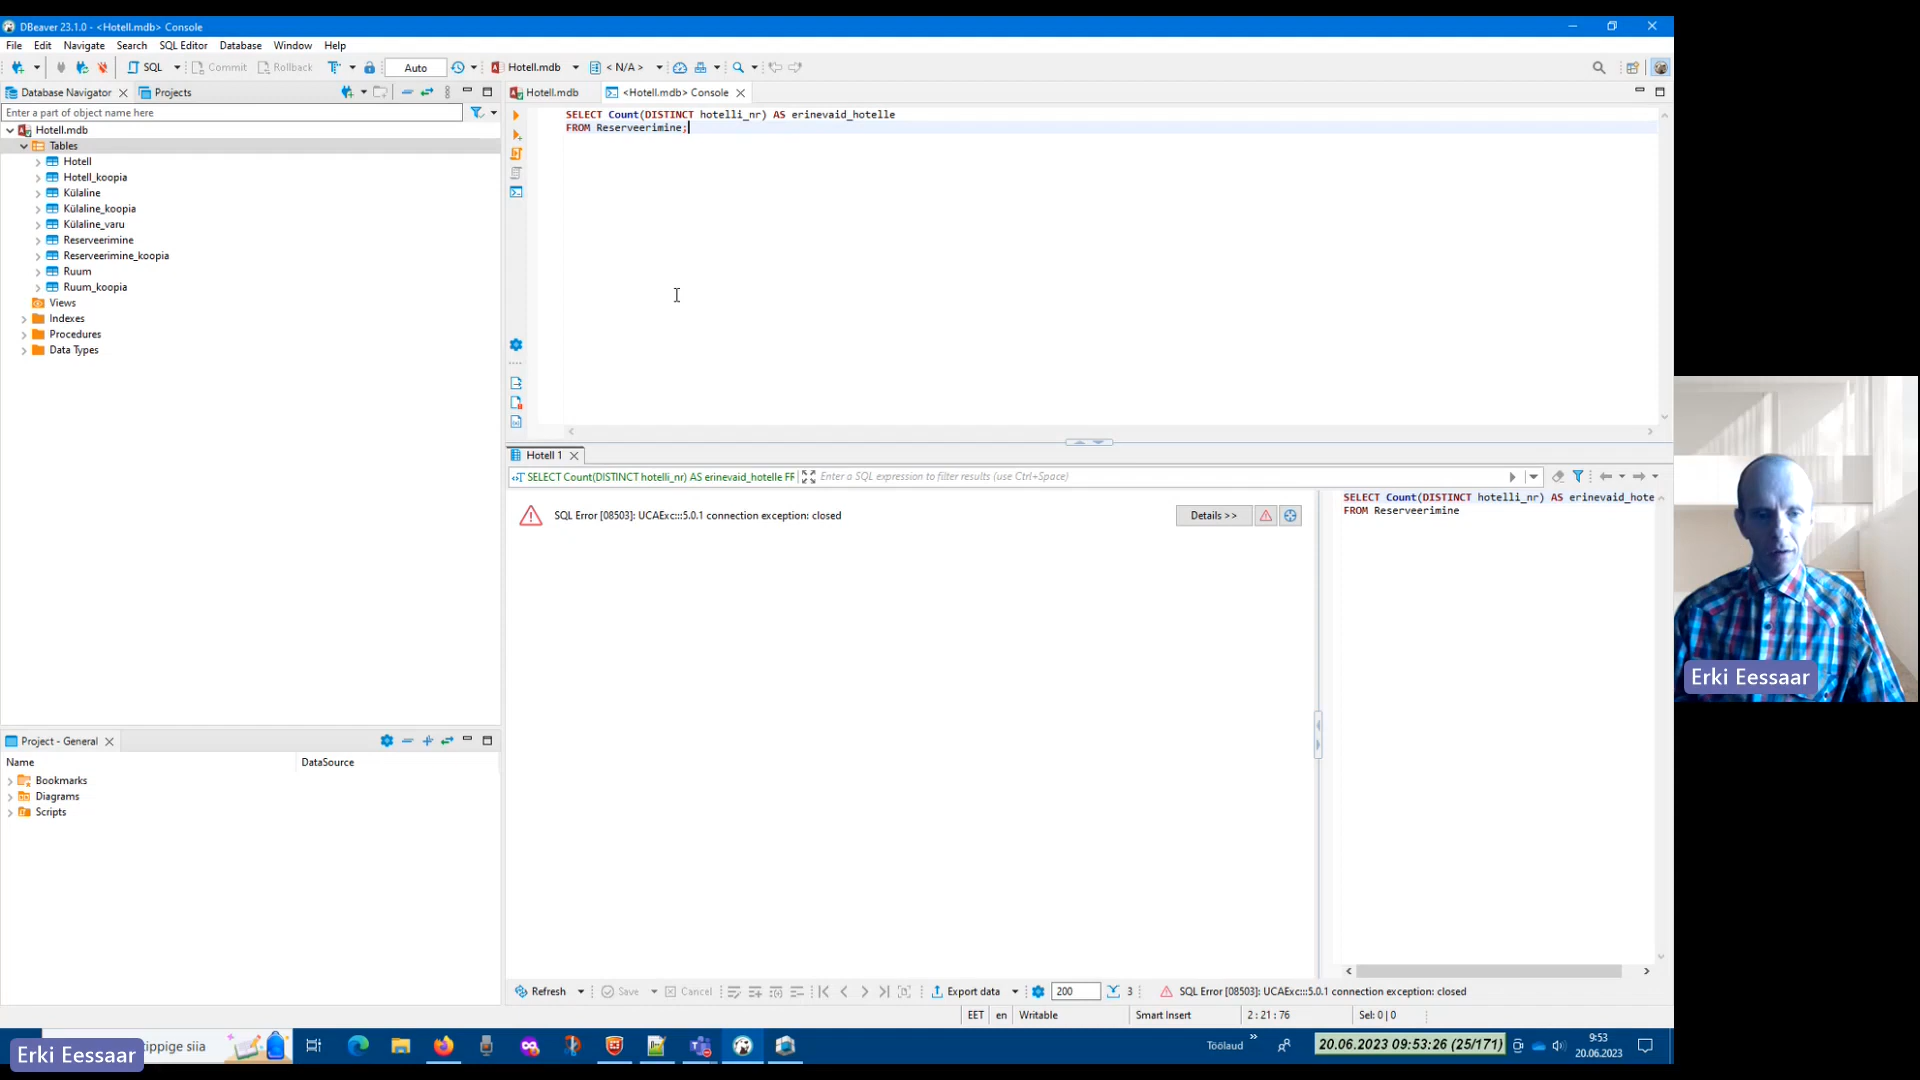 DBeaver 23.1.0 - <Hotell.mdb> Console
File Edit Navigate Search SQL Editor Database Window Help
SQL Commit Rollback Auto Hotell.mdb < N/A >
Database Navigator Projects
Hotell.mdb <Hotell.mdb> Console
Enter a part of object name here
Hotell.mdb
Tables
Hotell
Hotell_koopia
Külaline
Külaline_koopia
Külaline_varu
Reserveerimine
Reserveerimine_koopia
Ruum
Ruum_koopia
Views
Indexes
Procedures
Data Types
SELECT Count(DISTINCT hotelli_nr) AS erinevaid_hotelle
FROM Reserveerimine;
Hotell 1
SELECT Count(DISTINCT hotelli_nr) AS erinevaid_hotelle FF Enter a SQL expression to filter results (use Ctrl+Space)
SQL Error [08503]: UCAExc:::5.0.1 connection exception: closed
Details >>
SELECT Count(DISTINCT hotelli_nr) AS erinevaid_hote
FROM Reserveerimine
Project - General
Name DataSource
Bookmarks
Diagrams
Scripts
Refresh Save Cancel Export data 200 3 SQL Error [08503]: UCAExc:::5.0.1 connection exception: closed
EET en Writable Smart Insert 2 : 21 : 76 Sel: 0 | 0
Erki Eessaar
Erki Eessaar
tippige siia
Töölaud
20.06.2023 09:53:26 (25/171)
9:53
20.06.2023